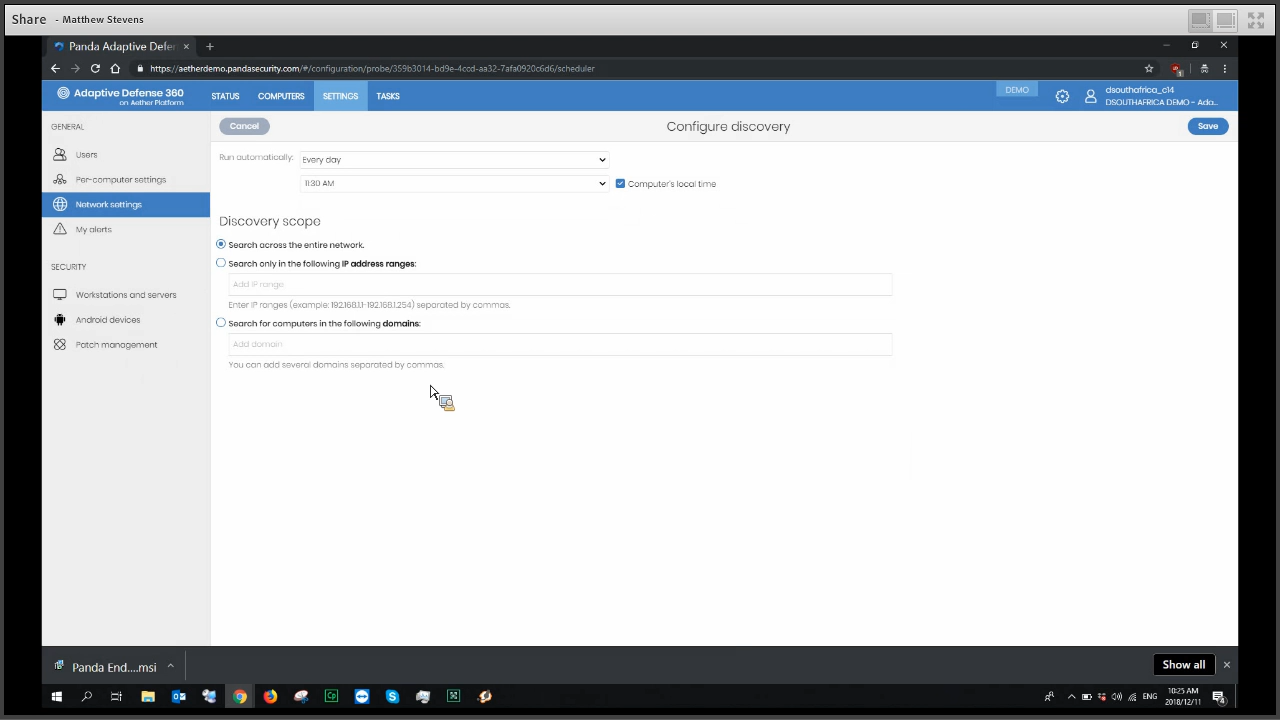 Share - Matthew Stevens
Panda Adaptive Defen
https://aetherdemo.pandasecurity.com/#/configuration/probe/359b3014-bd9e-4ccd-aa32-7afa0920c6d6/scheduler
Adaptive Defense 360
on Aether Platform
STATUS
COMPUTERS
SETTINGS
TASKS
DEMO
dsouthafrica_c14
DSOUTHAFRICA DEMO - Ada...
GENERAL
Users
Per-computer settings
Network settings
My alerts
SECURITY
Workstations and servers
Android devices
Patch management
Cancel
Configure discovery
Save
Run automatically:
Every day
11:30 AM
Computer's local time
Discovery scope
Search across the entire network.
Search only in the following IP address ranges:
Add IP range
Enter IP ranges (example: 192.168.1.1-192.168.1.254) separated by commas.
Search for computers in the following domains:
Add domain
You can add several domains separated by commas.
Panda End....msi
Show all
ENG
10:25 AM
2018/12/11